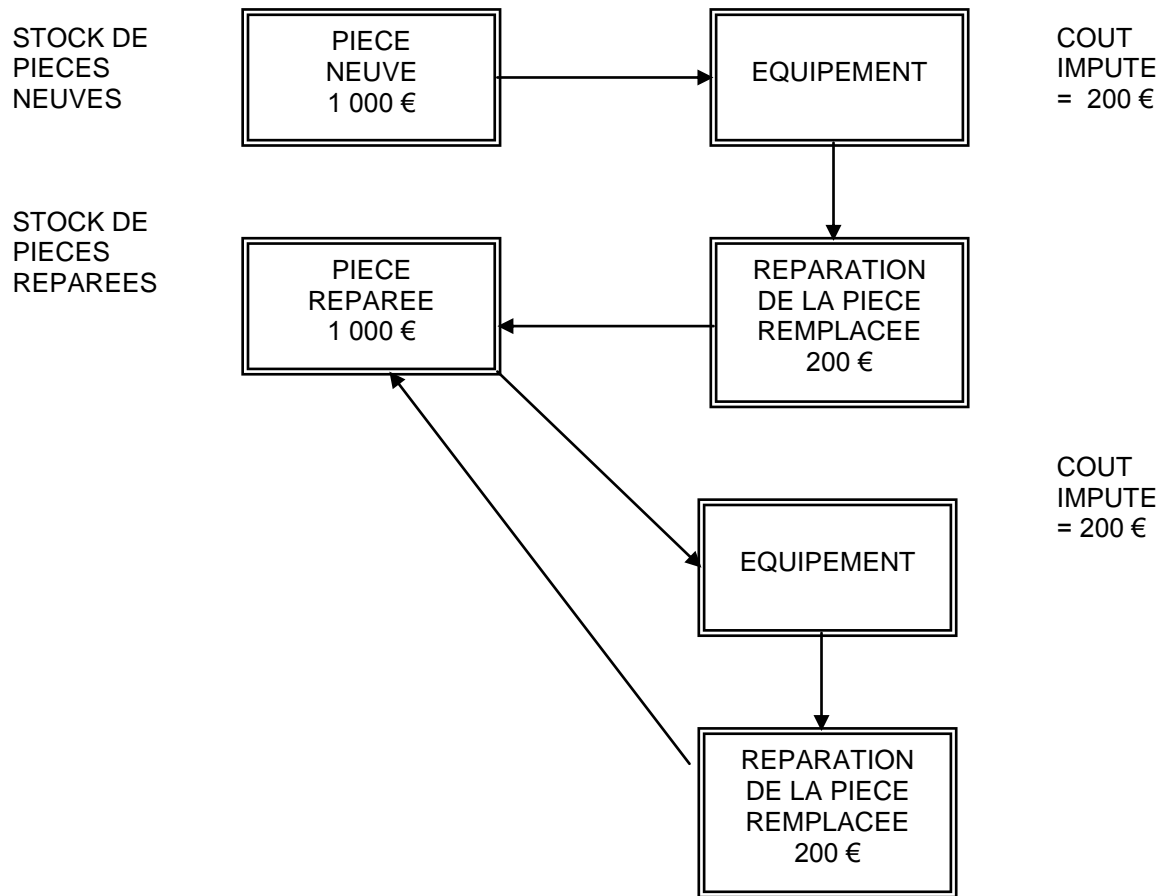 STOCK DE
PIECES
NEUVES
PIECE
NEUVE
1 000 €
EQUIPEMENT
COUT
IMPUTE
= 200 €
STOCK DE
PIECES
REPAREES
PIECE
REPAREE
1 000 €
REPARATION
DE LA PIECE
REMPLACEE
200 €
COUT
IMPUTE
= 200 €
EQUIPEMENT
REPARATION
DE LA PIECE
REMPLACEE
200 €